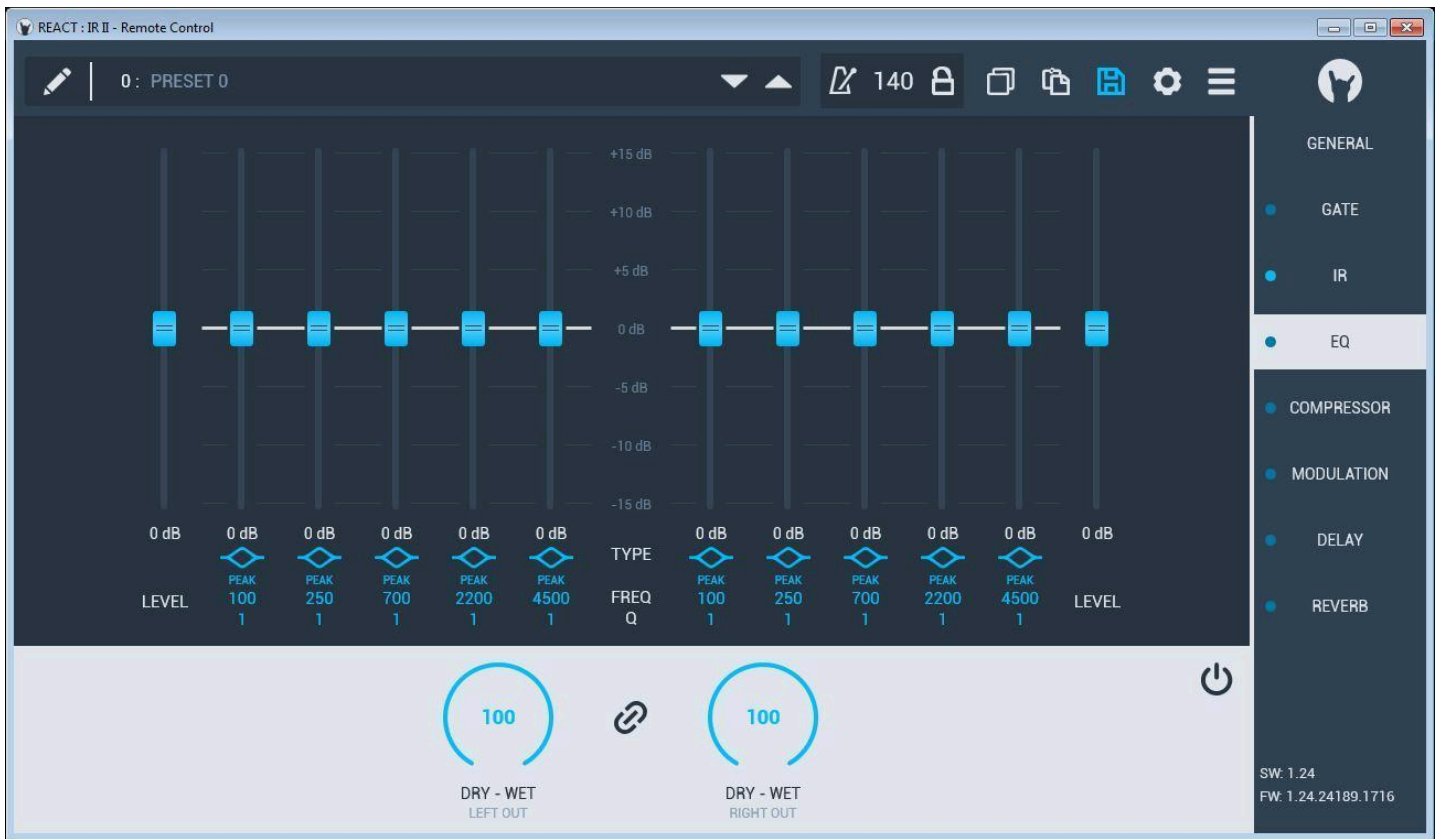 REACT : IR II - Remote Control
0 : PRESET 0
140
GENERAL
GATE
IR
EQ
COMPRESSOR
MODULATION
DELAY
REVERB
+15 dB
+10 dB
+5 dB
0 dB
-5 dB
-10 dB
-15 dB
0 dB 0 dB 0 dB 0 dB 0 dB 0 dB 0 dB 0 dB 0 dB 0 dB 0 dB 0 dB
TYPE
PEAK PEAK PEAK PEAK PEAK PEAK PEAK PEAK PEAK PEAK
LEVEL 100 250 700 2200 4500 FREQ 100 250 700 2200 4500 LEVEL
1 1 1 1 1 Q 1 1 1 1 1
100 100
DRY - WET DRY - WET
LEFT OUT RIGHT OUT
SW: 1.24
FW: 1.24.24189.1716